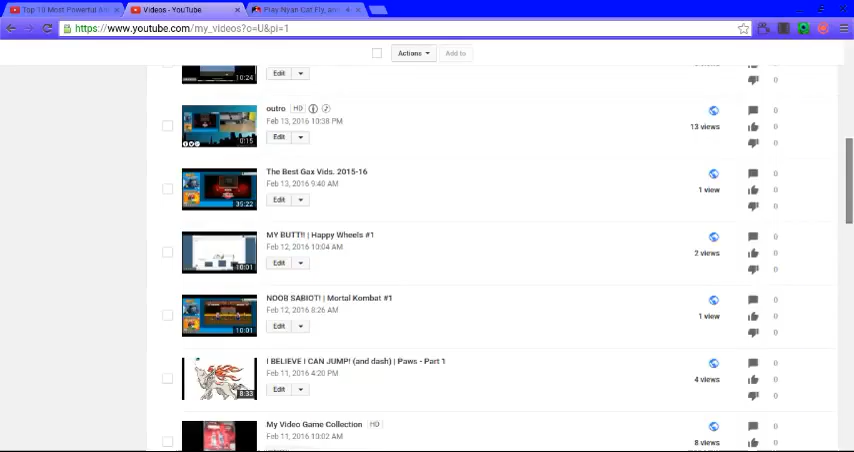 Top 10 Most Powerful An
Videos - YouTube
Play Nyan Cat Fly, an
https://www.youtube.com/my_videos?o=U&pi=1
Actions
Add to
10:24
Edit
0
0
outro HD
Feb 13, 2016 10:38 PM
Edit
0:15
13 views
0
0
0
The Best Gax Vids. 2015-16
Feb 13, 2016 9:40 AM
Edit
35:22
1 view
0
0
0
MY BUTT!! | Happy Wheels #1
Feb 12, 2016 10:04 AM
Edit
10:01
2 views
0
0
0
NOOB SABIOT! | Mortal Kombat #1
Feb 12, 2016 8:26 AM
Edit
10:01
1 view
0
0
0
I BELIEVE I CAN JUMP! (and dash) | Paws - Part 1
Feb 11, 2016 4:20 PM
Edit
8:33
4 views
0
0
0
My Video Game Collection HD
Feb 11, 2016 10:02 AM
8 views
0
0